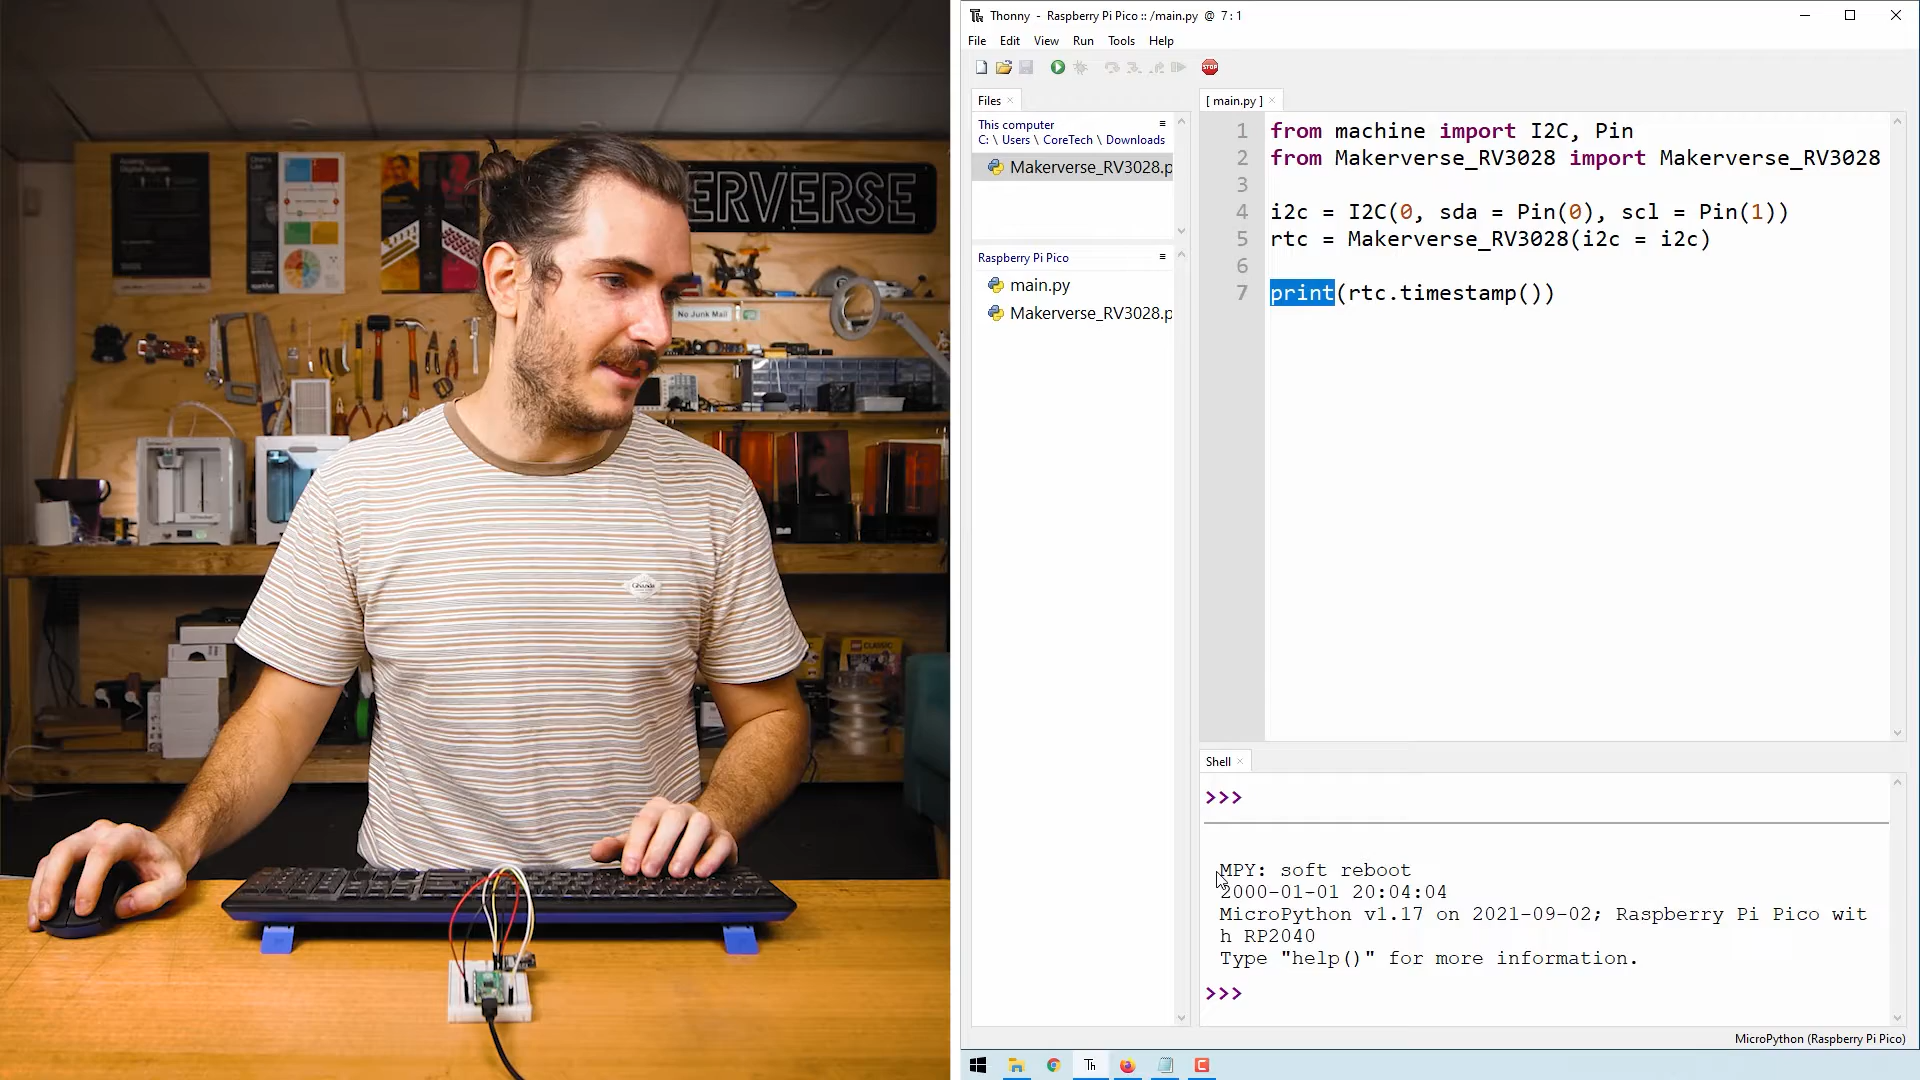 ERVERSE
No Junk Mail
CLASSIC
Thonny - Raspberry Pi Pico :: /main.py @ 7 : 1
File Edit View Run Tools Help
STOP
Files
This computer
C: \ Users \ CoreTech \ Downloads
Makerverse_RV3028.p
Raspberry Pi Pico
main.py
Makerverse_RV3028.p
[ main.py ]
1 from machine import I2C, Pin
2 from Makerverse_RV3028 import Makerverse_RV3028
3
4 i2c = I2C(0, sda = Pin(0), scl = Pin(1))
5 rtc = Makerverse_RV3028(i2c = i2c)
6
7 print(rtc.timestamp())
Shell
>>>
MPY: soft reboot
2000-01-01 20:04:04
MicroPython v1.17 on 2021-09-02; Raspberry Pi Pico wit
h RP2040
Type "help()" for more information.
>>>
MicroPython (Raspberry Pi Pico)
Th